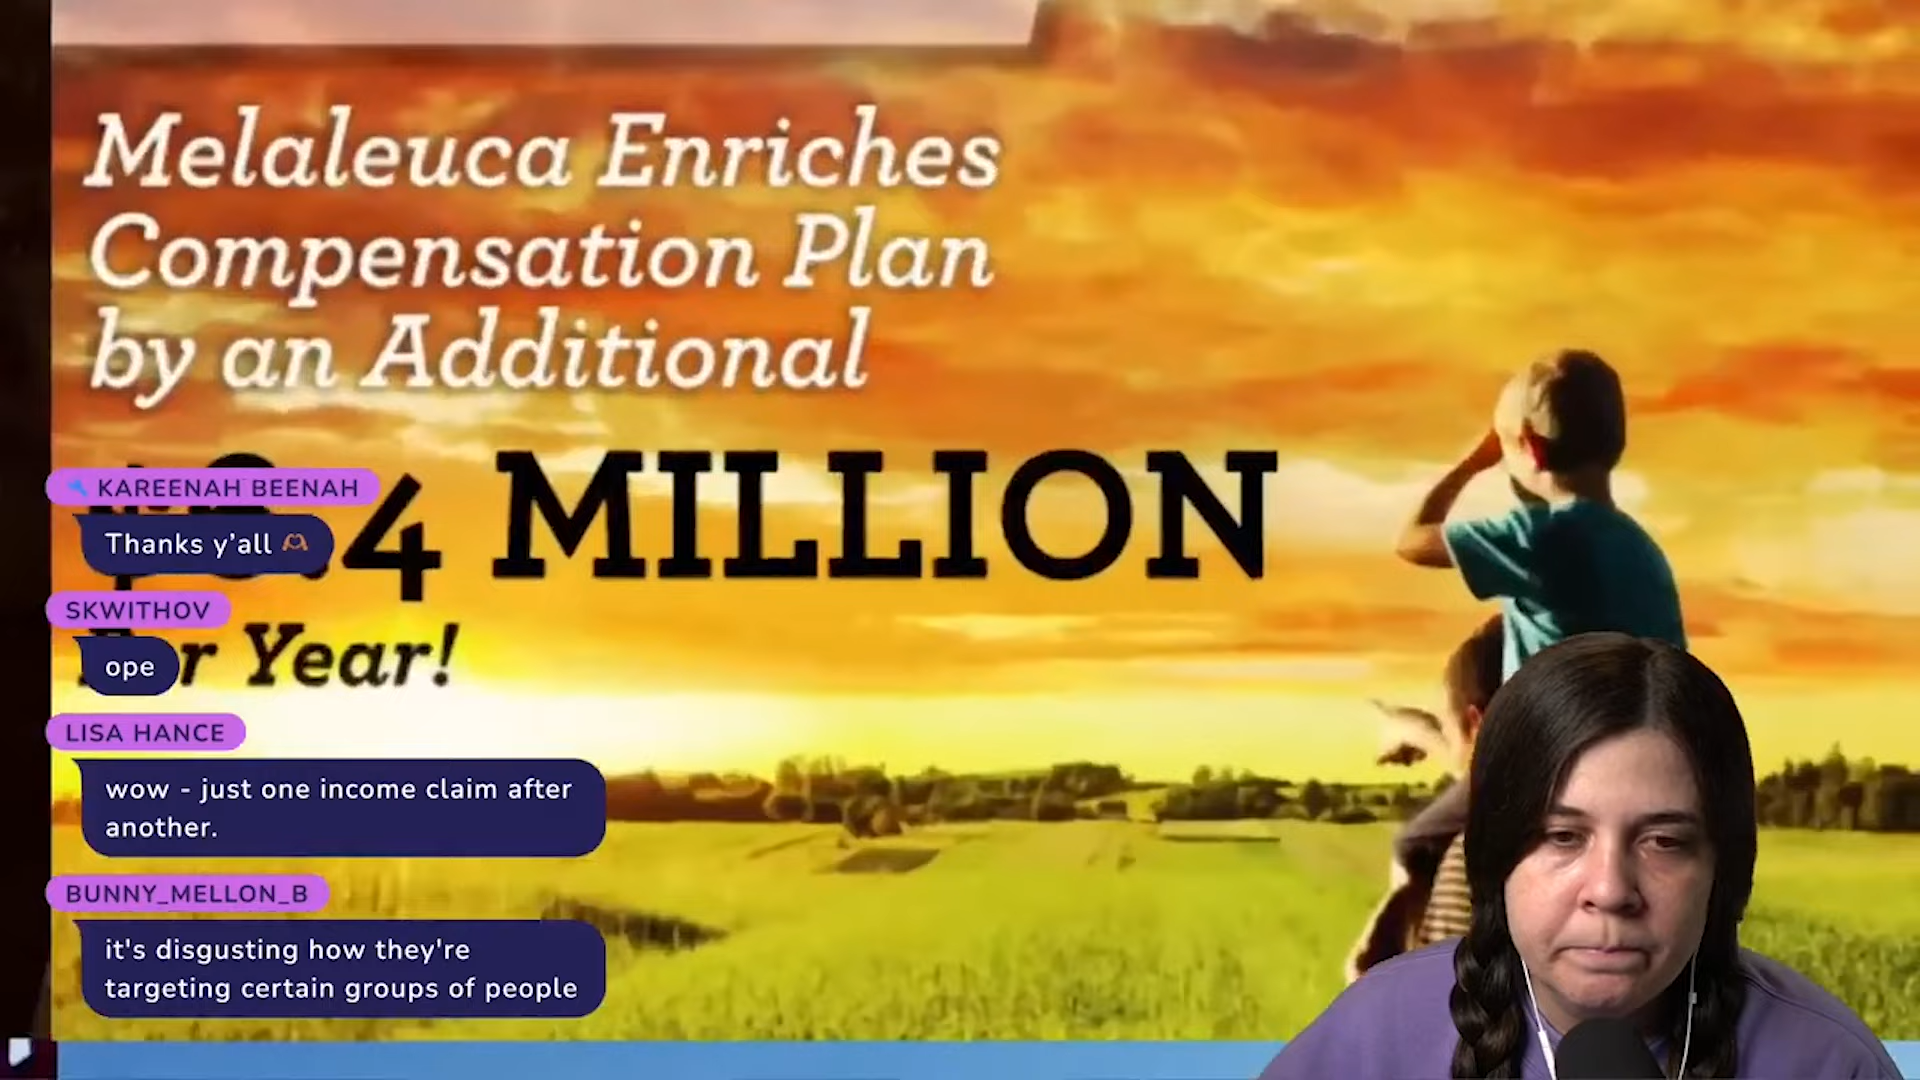 Melaleuca Enriches
Compensation Plan
by an Additional
4 MILLION
Year!
KAREENAH BEENAH
Thanks y’all 🫶🏾
SKWITHOV
ope
LISA HANCE
wow - just one income claim after
another.
BUNNY_MELLON_B
it's disgusting how they're
targeting certain groups of people